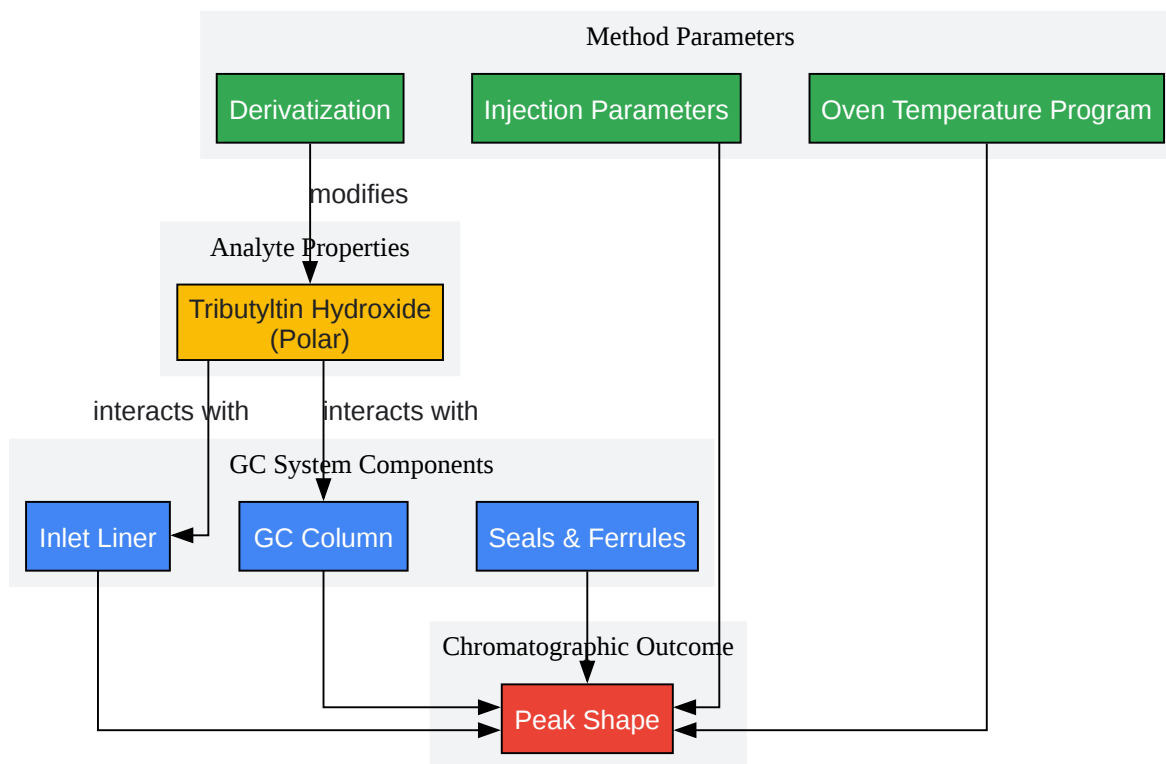 Method Parameters
Derivatization
Injection Parameters
Oven Temperature Program
modifies
Analyte Properties
Tributyltin Hydroxide
(Polar)
interacts with
interacts with
GC System Components
Inlet Liner
GC Column
Seals & Ferrules
Chromatographic Outcome
Peak Shape